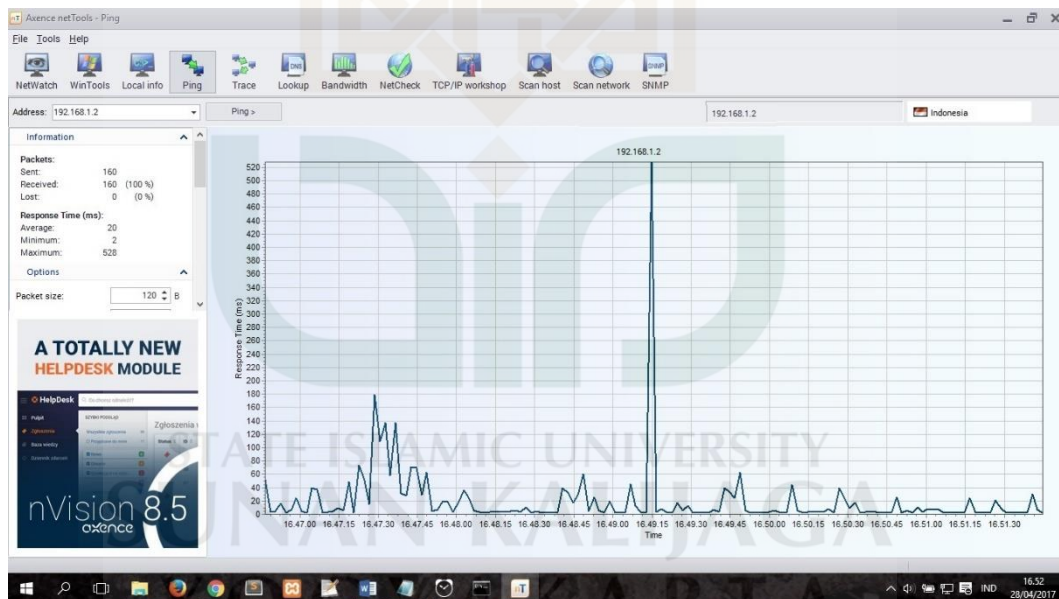 Axence netTools - Ping
File Tools Help
NetWatch WinTools Local info Ping Trace Lookup Bandwidth NetCheck TCP/IP workshop Scan host Scan network SNMP
Address: 192.168.1.2 Ping > 192.168.1.2 Indonesia
Information
Packets:
Sent: 160
Received: 160 (100 %)
Lost: 0 (0 %)
Response Time (ms):
Average: 20
Minimum: 2
Maximum: 528
Options
Packet size: 120 B
A TOTALLY NEW
HELPDESK MODULE
HelpDesk
Pulpit
Zgłoszenia
Baza wiedzy
nVision 8.5
axence
192.168.1.2
520
500
480
460
440
420
400
380
360
340
320
300
280
260
240
220
200
180
160
140
120
100
80
60
40
20
0
Response Time (ms)
16.47.00 16.47.15 16.47.30 16.47.45 16.48.00 16.48.15 16.48.30 16.48.45 16.49.00 16.49.15 16.49.30 16.49.45 16.50.00 16.50.15 16.50.30 16.50.45 16.51.00 16.51.15 16.51.30
Time
STATE ISLAMIC UNIVERSITY
SUNAN KALIJAGA
IND
16.52
28/04/2017